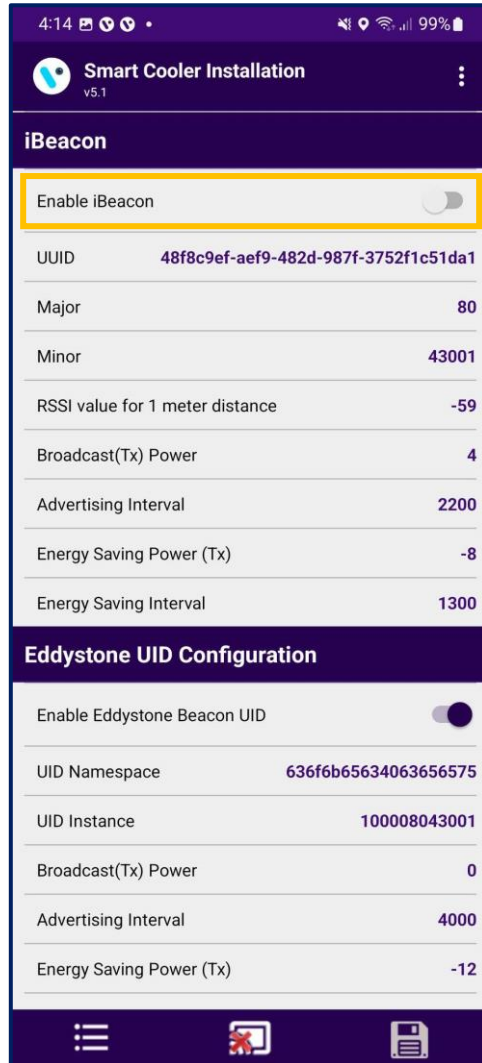 4:14 99%
Smart Cooler Installation
v5.1
iBeacon
Enable iBeacon
UUID 48f8c9ef-aef9-482d-987f-3752f1c51da1
Major 80
Minor 43001
RSSI value for 1 meter distance -59
Broadcast(Tx) Power 4
Advertising Interval 2200
Energy Saving Power (Tx) -8
Energy Saving Interval 1300
Eddystone UID Configuration
Enable Eddystone Beacon UID
UID Namespace 636f6b65634063656575
UID Instance 100008043001
Broadcast(Tx) Power 0
Advertising Interval 4000
Energy Saving Power (Tx) -12